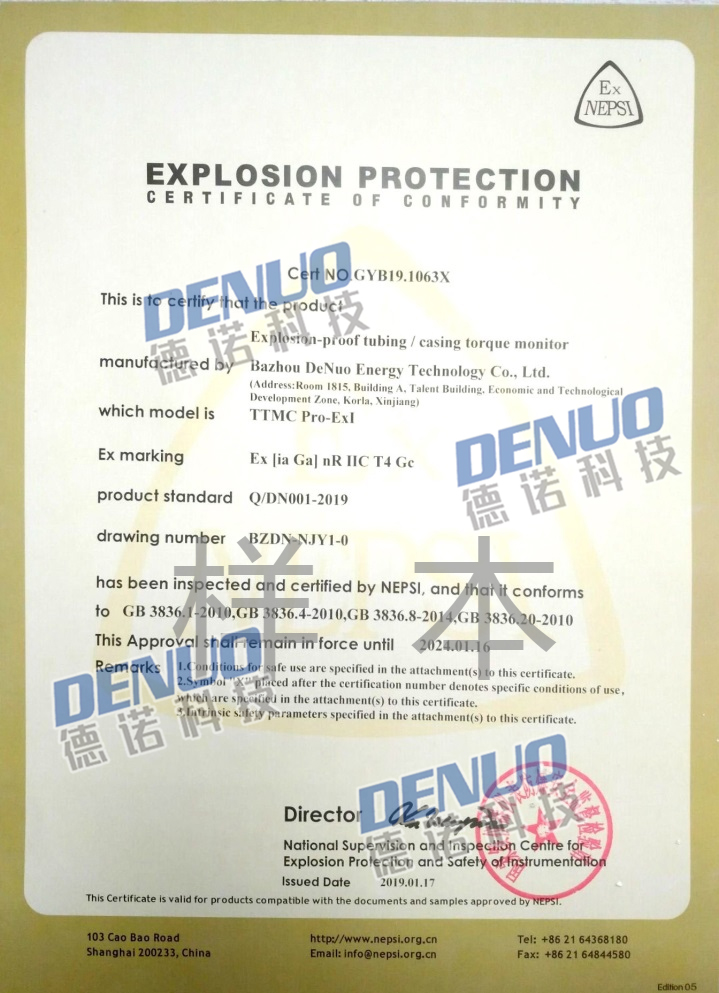 Ex
NEPSI
EXPLOSION PROTECTION
CERTIFICATE OF CONFORMITY
Cert NO.GYB19.1063X
This is to certify that the product
Explosion-proof tubing / casing torque monitor
manufactured by Bazhou DeNuo Energy Technology Co., Ltd.
(Address:Room 1815, Building A, Talent Building, Economic and Technological
Development Zone, Korla, Xinjiang)
which model is TTMC Pro-ExI
Ex marking Ex [ia Ga] nR IIC T4 Gc
product standard Q/DN001-2019
drawing number BZDN-NJY1-0
has been inspected and certified by NEPSI, and that it conforms
to GB 3836.1-2010,GB 3836.4-2010,GB 3836.8-2014,GB 3836.20-2010
This Approval shall remain in force until 2024.01.16
Remarks 1.Conditions for safe use are specified in the attachment(s) to this certificate.
2.Symbol "X" placed after the certification number denotes specific conditions of use,
which are specified in the attachment(s) to this certificate.
3.Intrinsic safety parameters specified in the attachment(s) to this certificate.
Director
National Supervision and Inspection Centre for
Explosion Protection and Safety of Instrumentation
Issued Date 2019.01.17
This Certificate is valid for products compatible with the documents and samples approved by NEPSI.
103 Cao Bao Road
Shanghai 200233, China
http://www.nepsi.org.cn
Email: info@nepsi.org.cn
Tel: +86 21 64368180
Fax: +86 21 64844580
Edition 05
DENUO
德诺科技
DENUO
德诺科技
样本
DENUO
德诺科技
DENUO
德诺科技
Ex
NEPSI